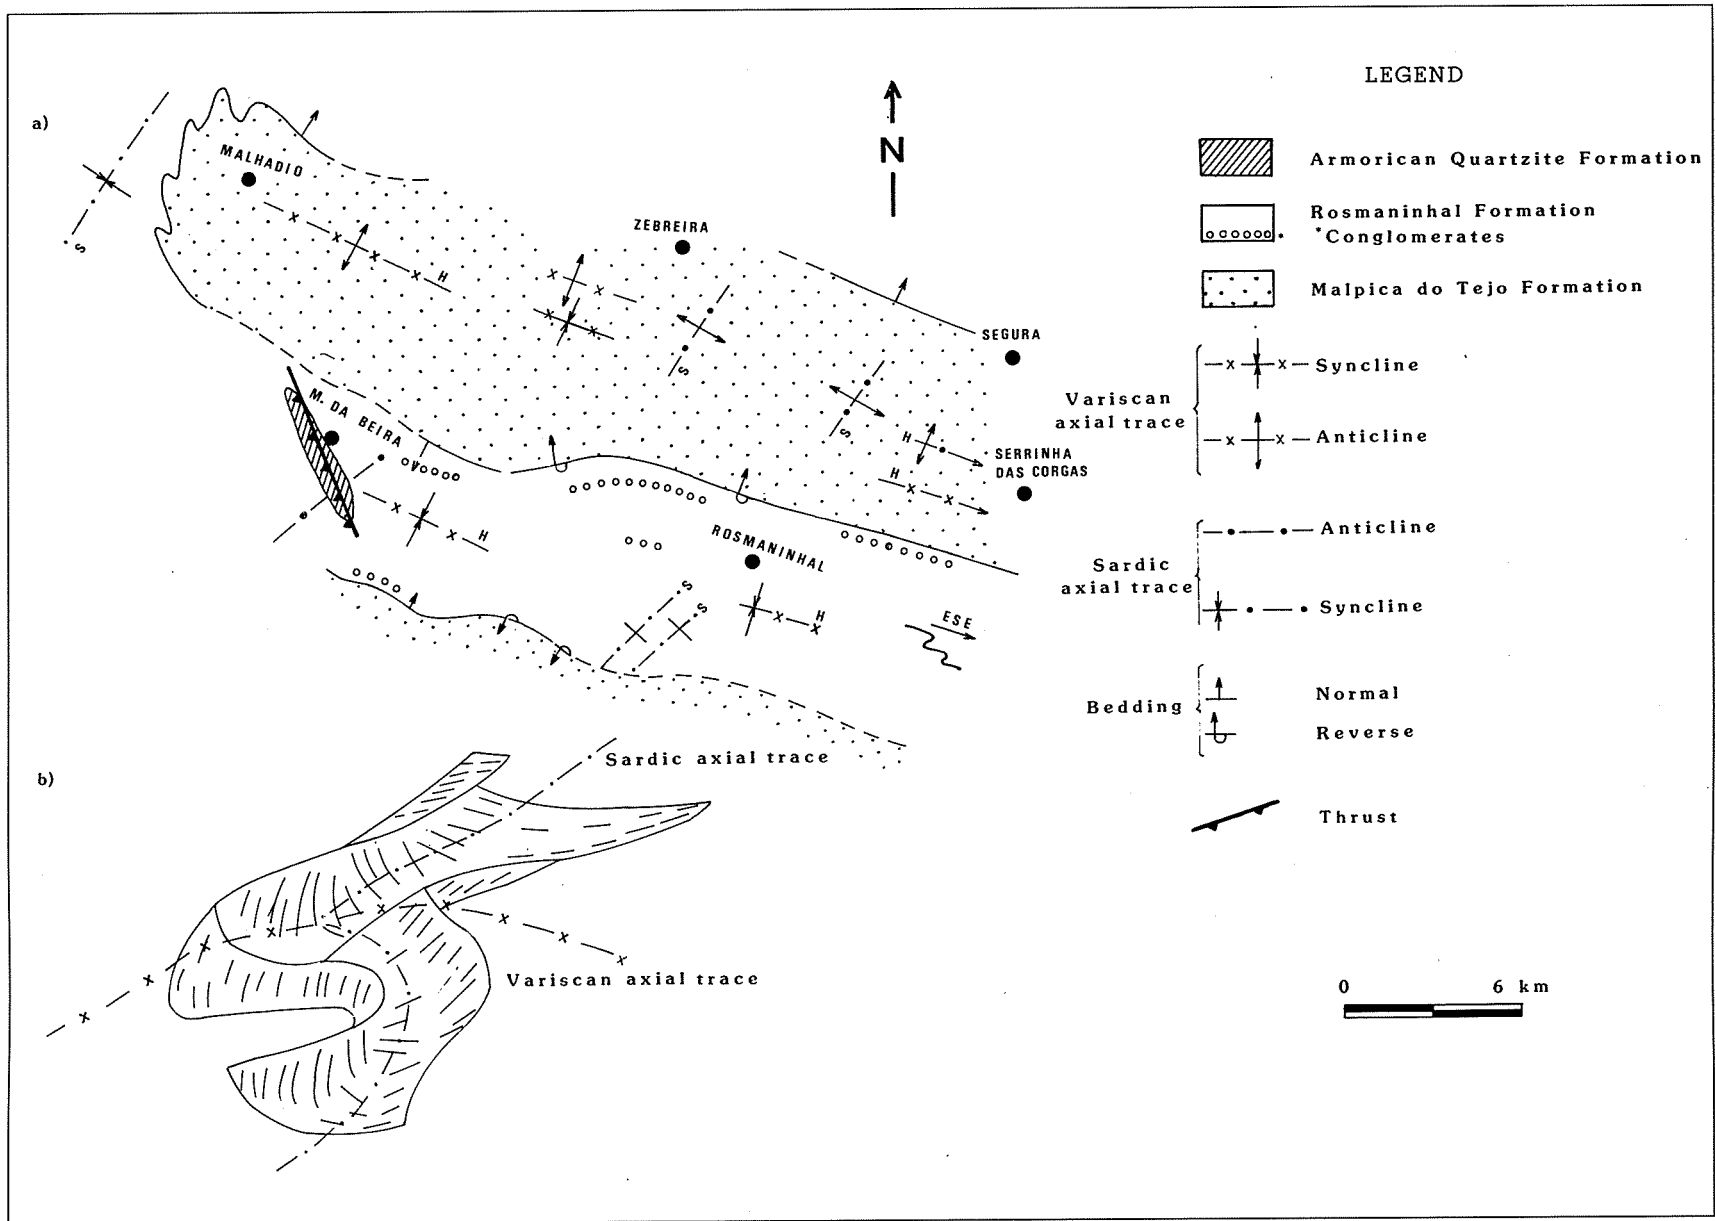 a)
MALHADIO
S
H
N
ZEBREIRA
S
SEGURA
S
H
SERRINHA
DAS CORGAS
H
M. DA BEIRA
H
ROSMANINHAL
S
S
H
ESE
LEGEND
Armorican Quartzite Formation
Rosmaninhal Formation
*Conglomerates
Malpica do Tejo Formation
Variscan
axial trace
Syncline
Anticline
Sardic
axial trace
Anticline
Syncline
Bedding
Normal
Reverse
Thrust
0 6 km
b)
Sardic axial trace
Variscan axial trace